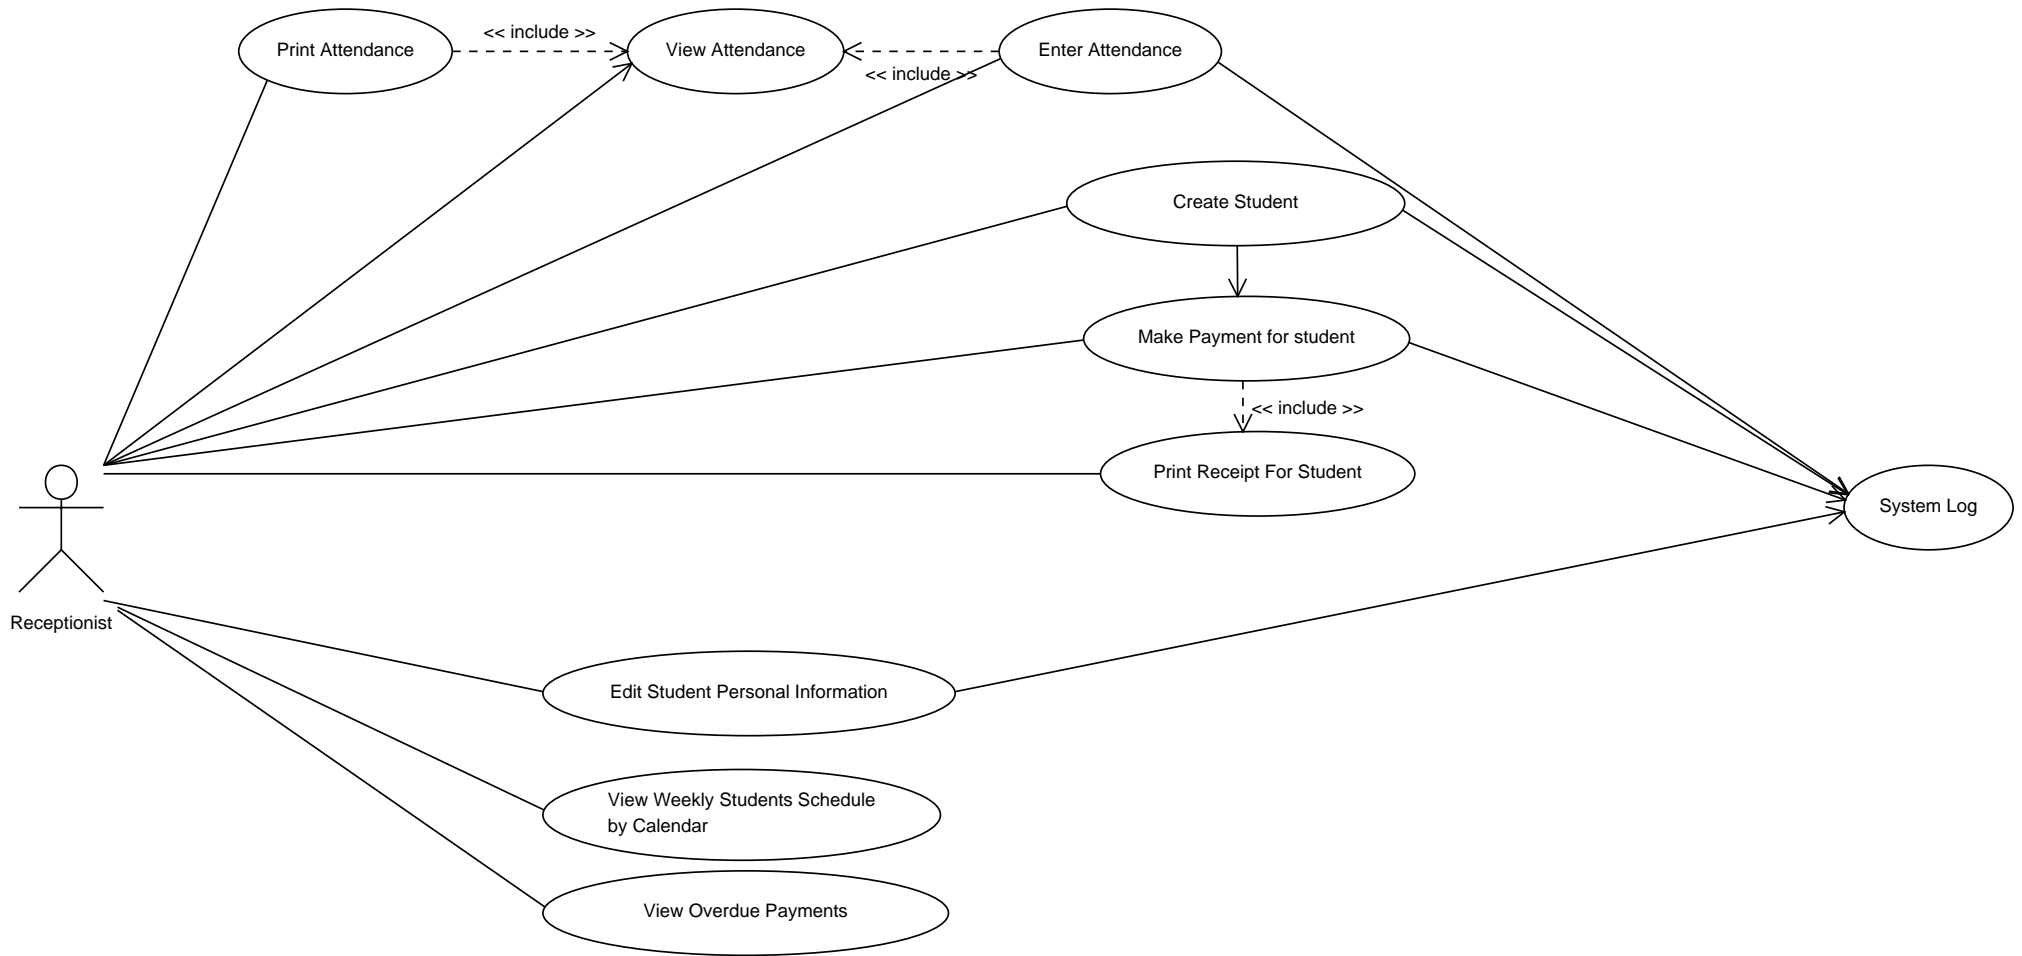 << include >>
Print Attendance
View Attendance
Enter Attendance
<< include >>
Create Student
Make Payment for student
<< include >>
Print Receipt For Student
System Log
Receptionist
Edit Student Personal Information
View Weekly Students Schedule
by Calendar
View Overdue Payments